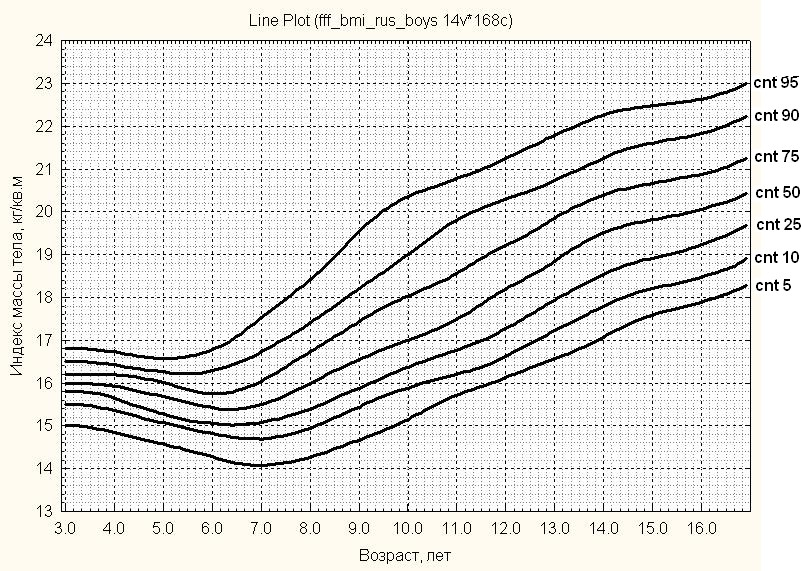 Line Plot (fff_bmi_rus_boys 14v*168c)
Индекс массы тела, кг/кв.м
24
23
22
21
20
19
18
17
16
15
14
13
cnt 95
cnt 90
cnt 75
cnt 50
cnt 25
cnt 10
cnt 5
3.0 4.0 5.0 6.0 7.0 8.0 9.0 10.0 11.0 12.0 13.0 14.0 15.0 16.0
Возраст, лет